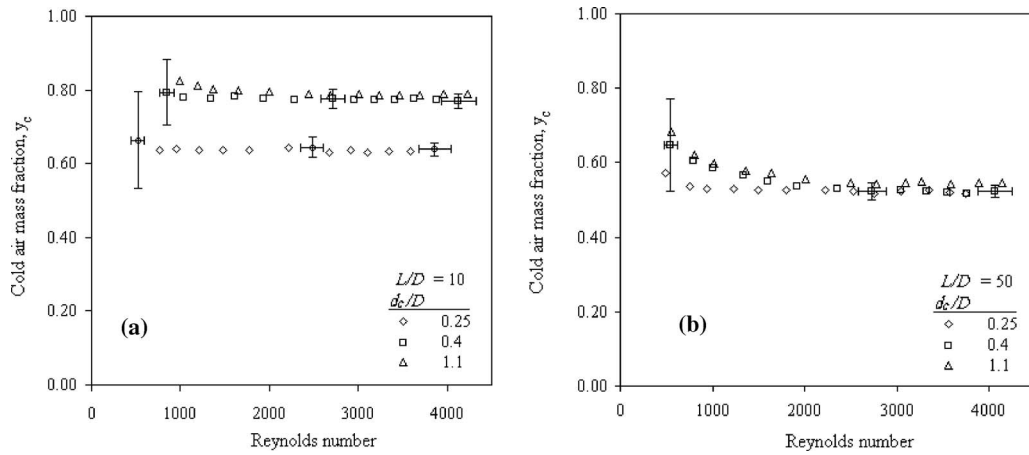 1.00
0.80
0.60
0.40
0.20
0.00
Cold air mass fraction, y_c
0
1000
2000
3000
4000
Reynolds number
L/D = 10
d_c/D
0.25
0.4
1.1
(a)
1.00
0.80
0.60
0.40
0.20
0.00
Cold air mass fraction, y_c
0
1000
2000
3000
4000
Reynolds number
L/D = 50
d_c/D
0.25
0.4
1.1
(b)